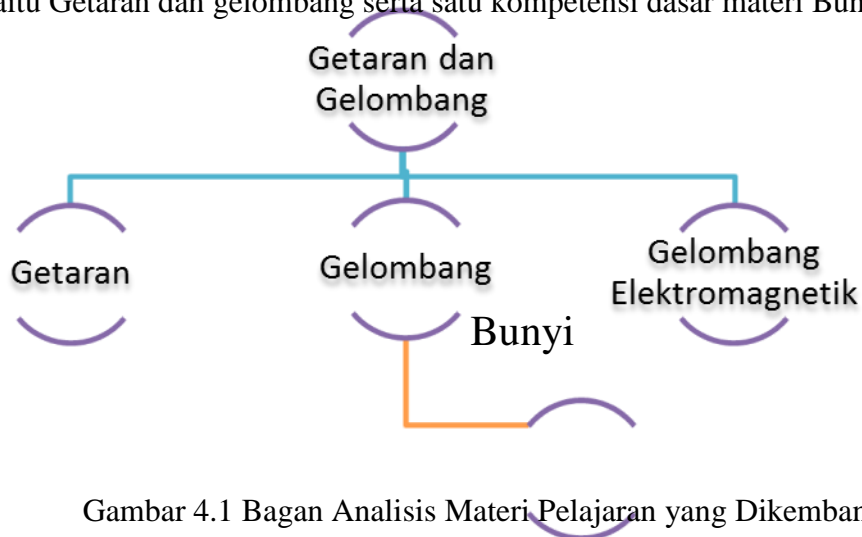 itu Getaran dan gelombang serta satu kompetensi dasar materi Bun
Getaran dan
Gelombang
Getaran
Gelombang
Gelombang
Elektromagnetik
Bunyi
Gambar 4.1 Bagan Analisis Materi Pelajaran yang Dikemban